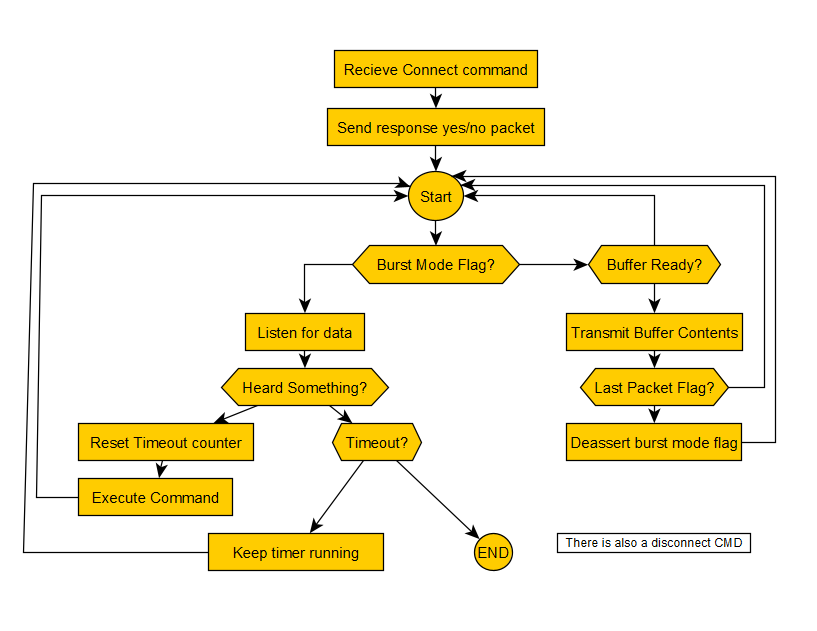 Recieve Connect command
Send response yes/no packet
Start
Burst Mode Flag?
Buffer Ready?
Listen for data
Transmit Buffer Contents
Heard Something?
Last Packet Flag?
Reset Timeout counter
Timeout?
Deassert burst mode flag
Execute Command
Keep timer running
END
There is also a disconnect CMD